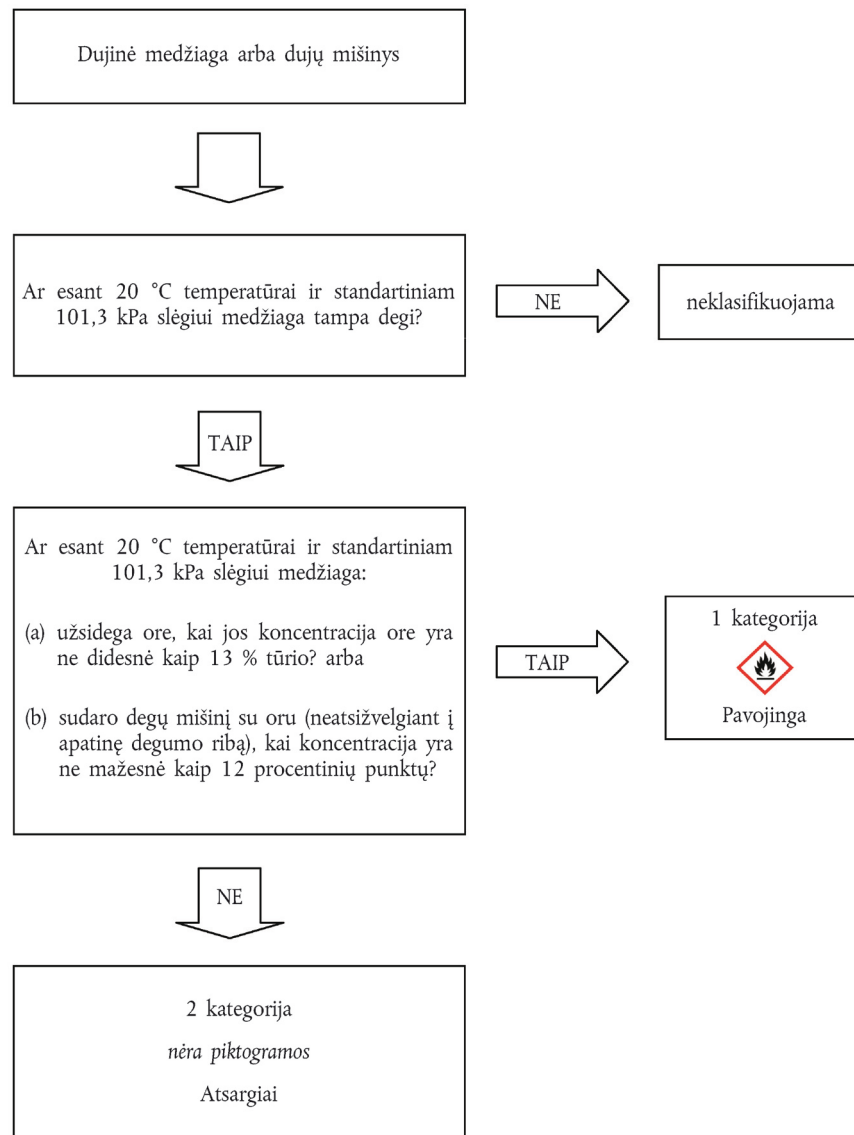 Dujinė medžiaga arba dujų mišinys
Ar esant 20 °C temperatūrai ir standartiniam
101,3 kPa slėgiui medžiaga tampa degi?
NE
neklasifikuojama
TAIP
Ar esant 20 °C temperatūrai ir standartiniam
101,3 kPa slėgiui medžiaga:
(a) užsidega ore, kai jos koncentracija ore yra
ne didesnė kaip 13 % tūrio? arba
(b) sudaro degų mišinį su oru (neatsižvelgiant į
apatinę degumo ribą), kai koncentracija yra
ne mažesnė kaip 12 procentinių punktų?
TAIP
1 kategorija
Pavojinga
NE
2 kategorija
nėra piktogramos
Atsargiai